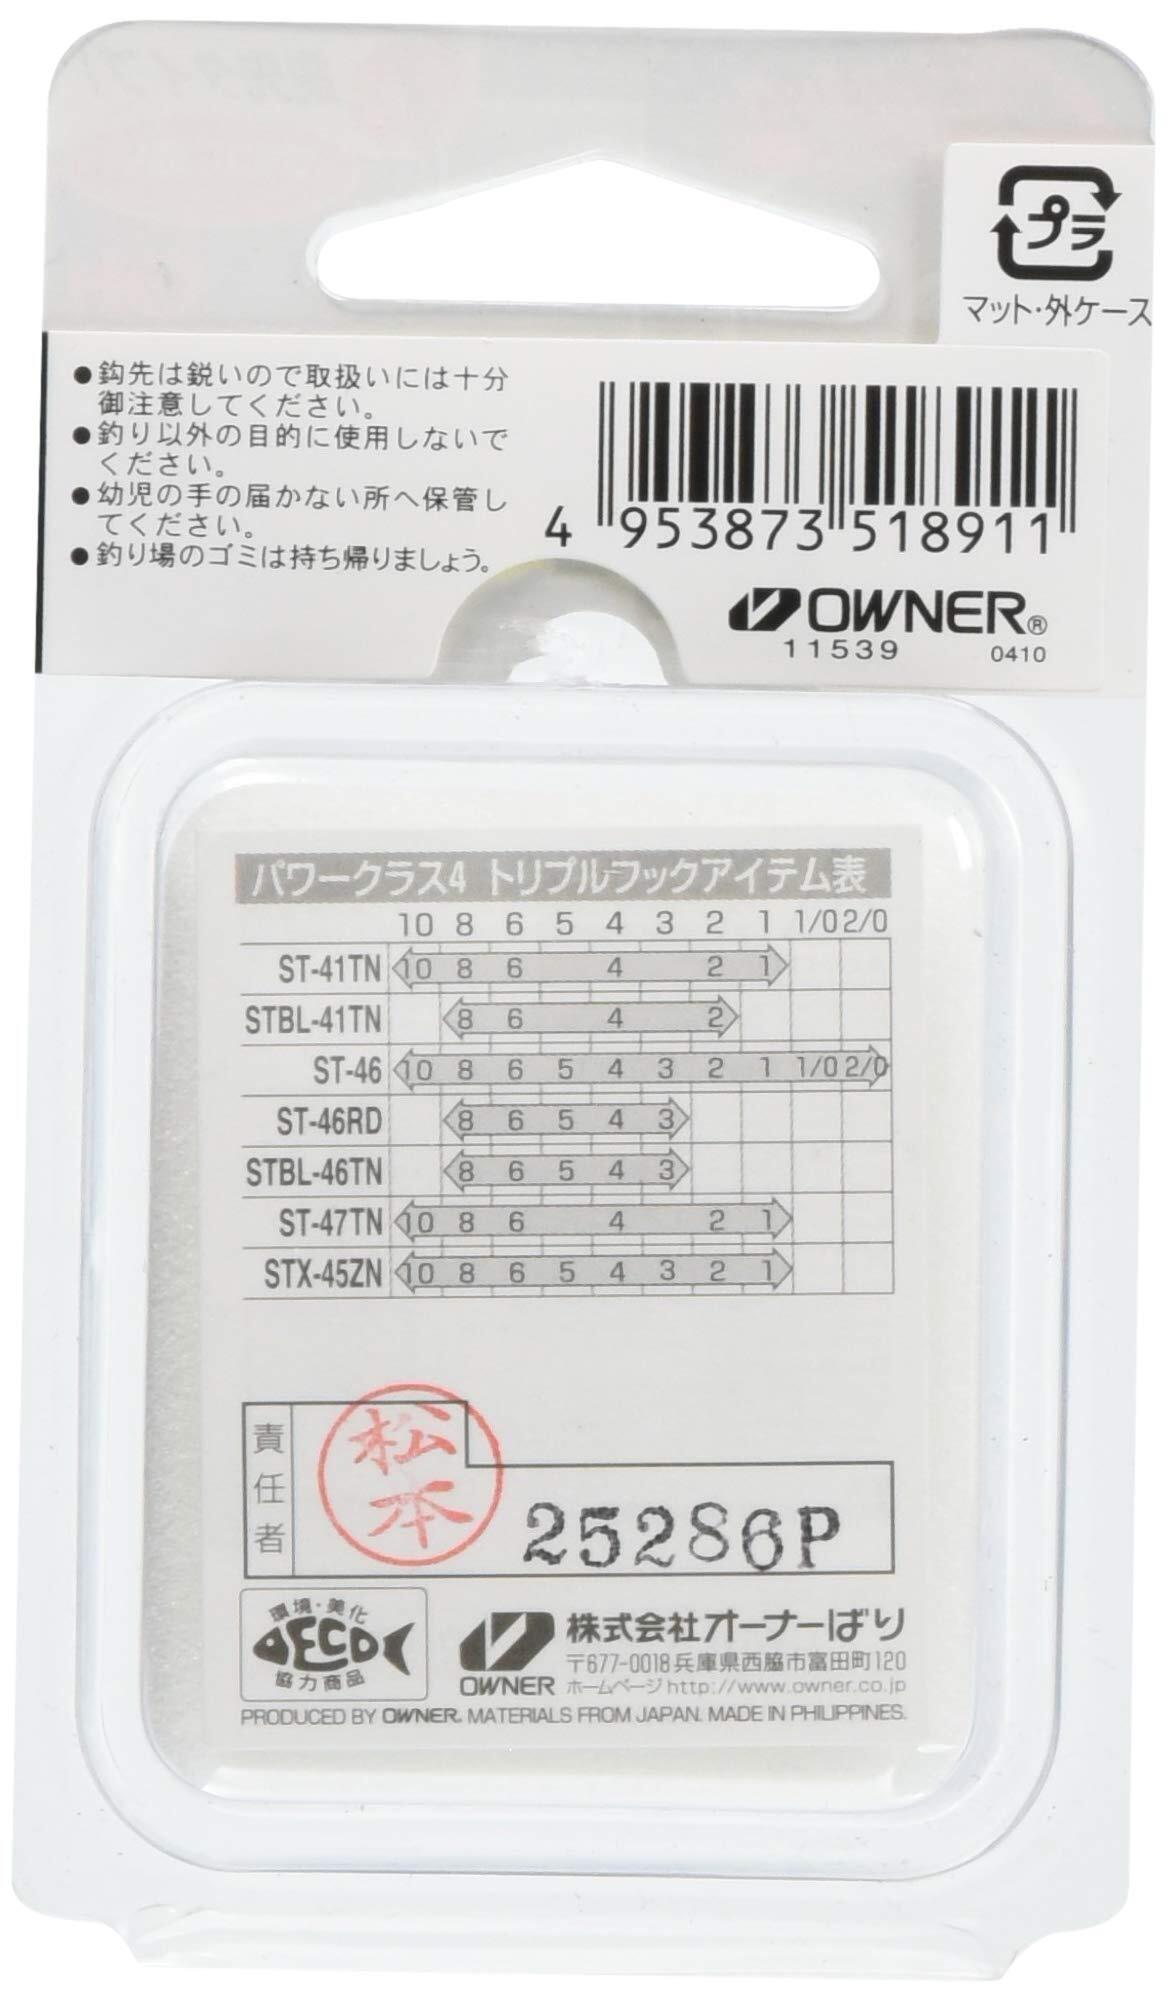 プラ
マット・外ケース
●鈎先は鋭いので取扱いには十分
御注意してください。
●釣り以外の目的に使用しないで
ください。
●幼児の手の届かない所へ保管し
てください。
●釣り場のゴミは持ち帰りましょう。
4 953873 518911
OWNER®
11539 0410
パワークラス4 トリプルフックアイテム表
10 8 6 5 4 3 2 1 1/0 2/0
ST-41TN 10 8 6 4 2 1
STBL-41TN 8 6 4 2
ST-46 10 8 6 5 4 3 2 1 1/0 2/0
ST-46RD 8 6 5 4 3
STBL-46TN 8 6 5 4 3
ST-47TN 10 8 6 4 2 1
STX-45ZN 10 8 6 5 4 3 2 1
責任者
松本
25286P
環境・美化
ECO
協力商品
OWNER
株式会社オーナーばり
〒677-0018 兵庫県西脇市富田町120
ホームページ http://www.owner.co.jp
PRODUCED BY OWNER. MATERIALS FROM JAPAN. MADE IN PHILIPPINES.